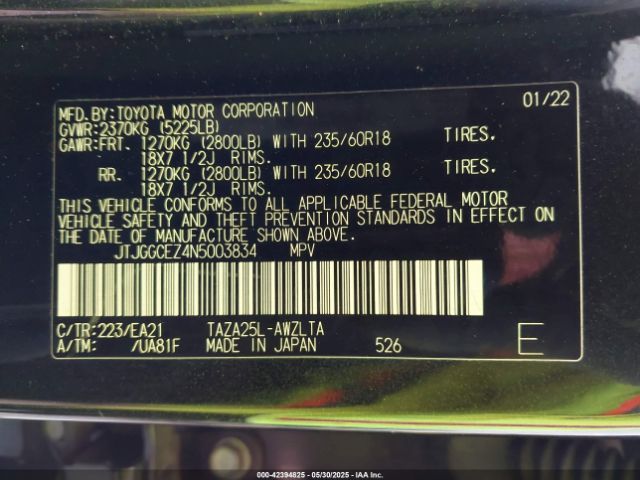 MFD.BY:TOYOTA MOTOR CORPORATION 01/22
GVWR:2370KG (5225LB)
GAWR:FRT. 1270KG (2800LB) WITH 235/60R18 TIRES.
18X7 1/2J RIMS.
RR. 1270KG (2800LB) WITH 235/60R18 TIRES.
18X7 1/2J RIMS.
THIS VEHICLE CONFORMS TO ALL APPLICABLE FEDERAL MOTOR
VEHICLE SAFETY AND THEFT PREVENTION STANDARDS IN EFFECT ON
THE DATE OF MANUFACTURE SHOWN ABOVE.
JTJGGCEZ4N5003834 MPV
C/TR:223/EA21 TAZA25L-AWZLTA
A/TM: /UA81F MADE IN JAPAN 526 E
000-42394825 - 05/30/2025 - IAA Inc.